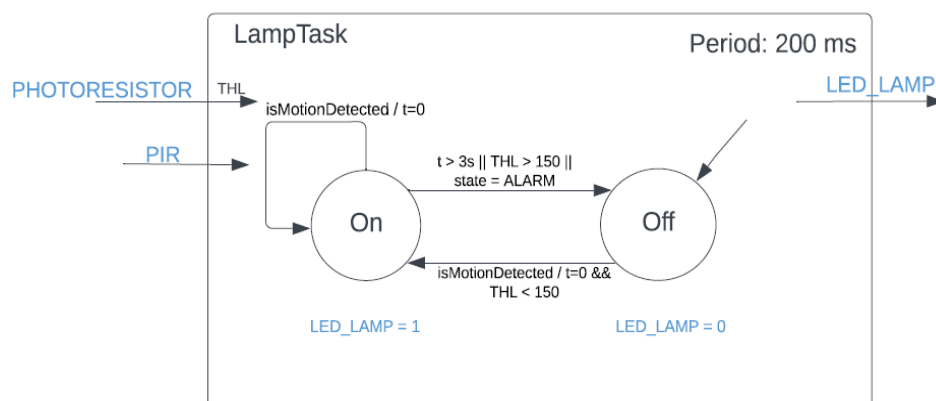 LampTask
Period: 200 ms
PHOTORESISTOR
THL
LED_LAMP
isMotionDetected / t=0
PIR
t > 3s || THL > 150 ||
state = ALARM
On
Off
isMotionDetected / t=0 &&
THL < 150
LED_LAMP = 1
LED_LAMP = 0